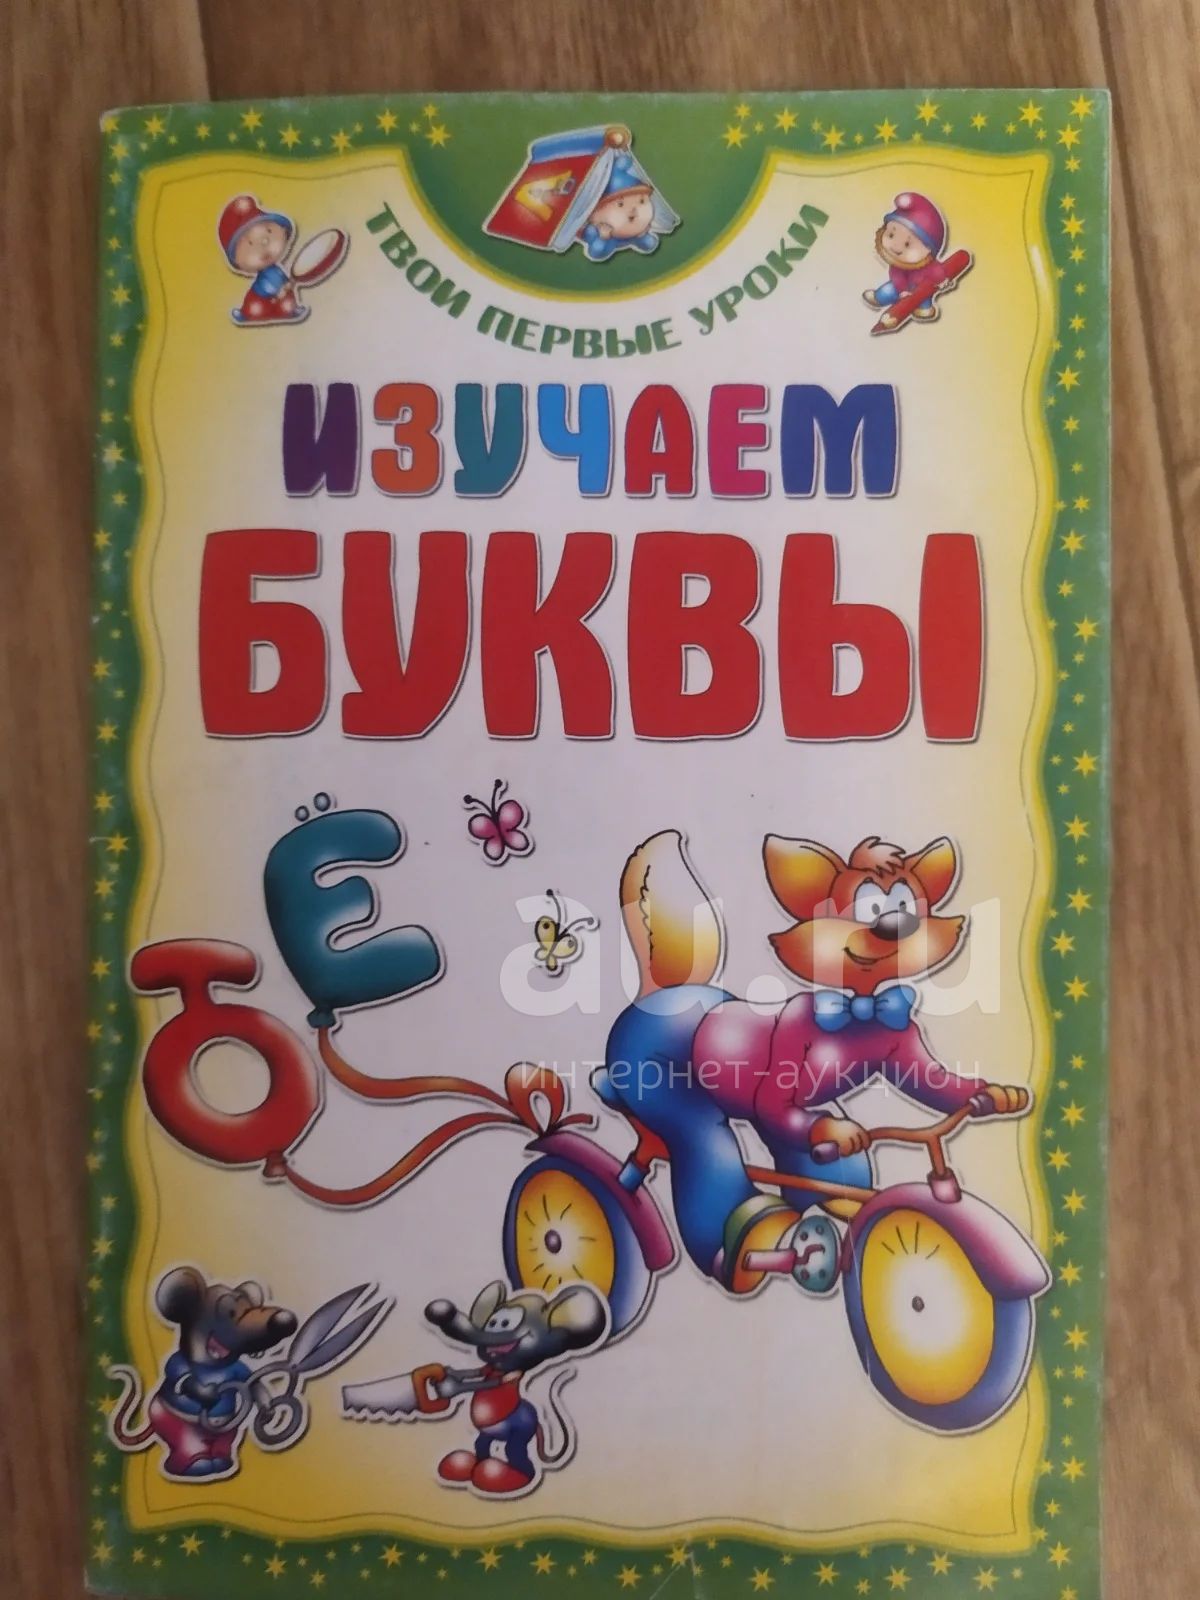 ТВОИ ПЕРВЫЕ УРОКИ
ИЗУЧАЕМ
БУКВЫ
Ё
Ю
au.ru
интернет-аукцион